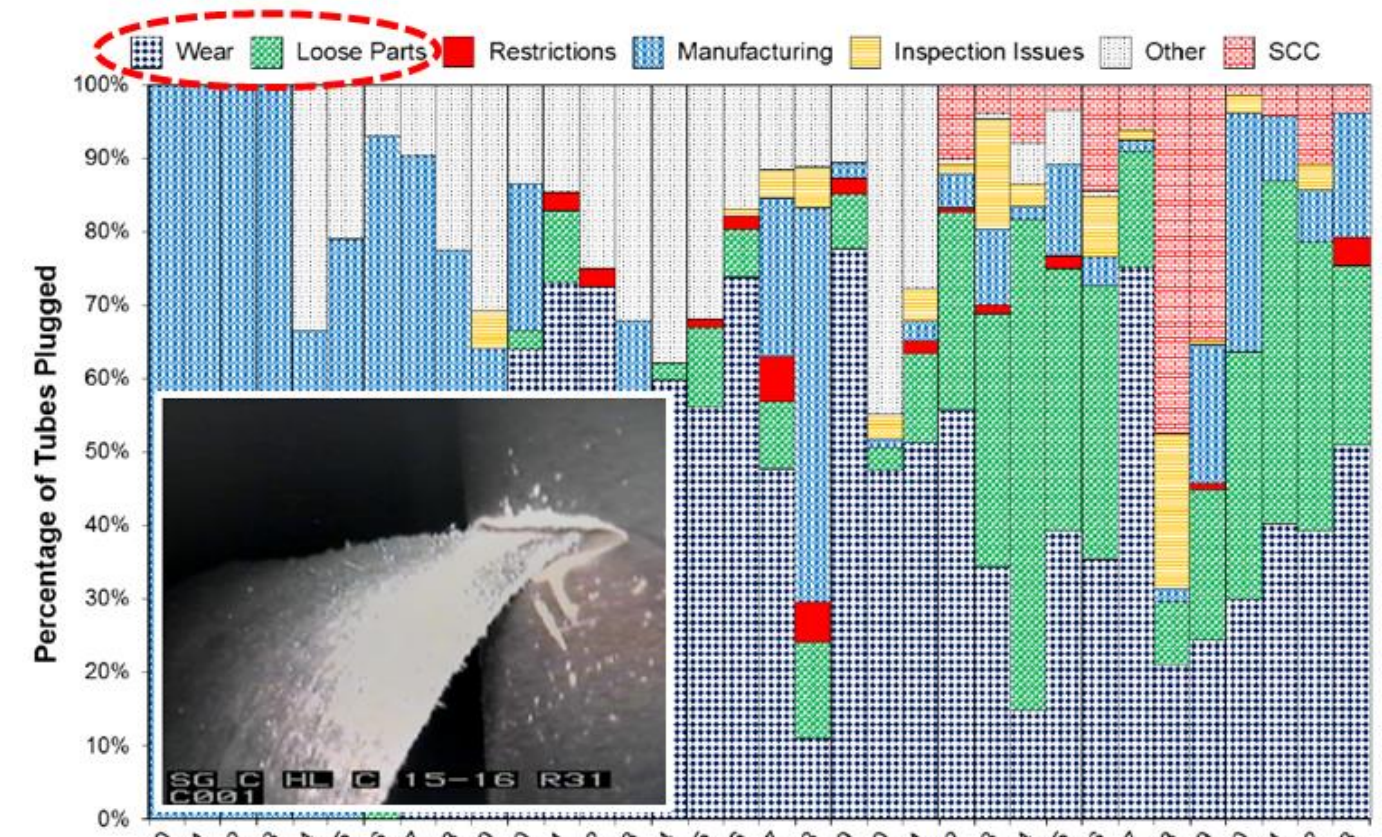 Wear Loose Parts Restrictions Manufacturing Inspection Issues Other SCC
100%
90%
80%
70%
60%
50%
40%
30%
20%
10%
0%
Percentage of Tubes Plugged
SG C HL C 15-16 R31
C001